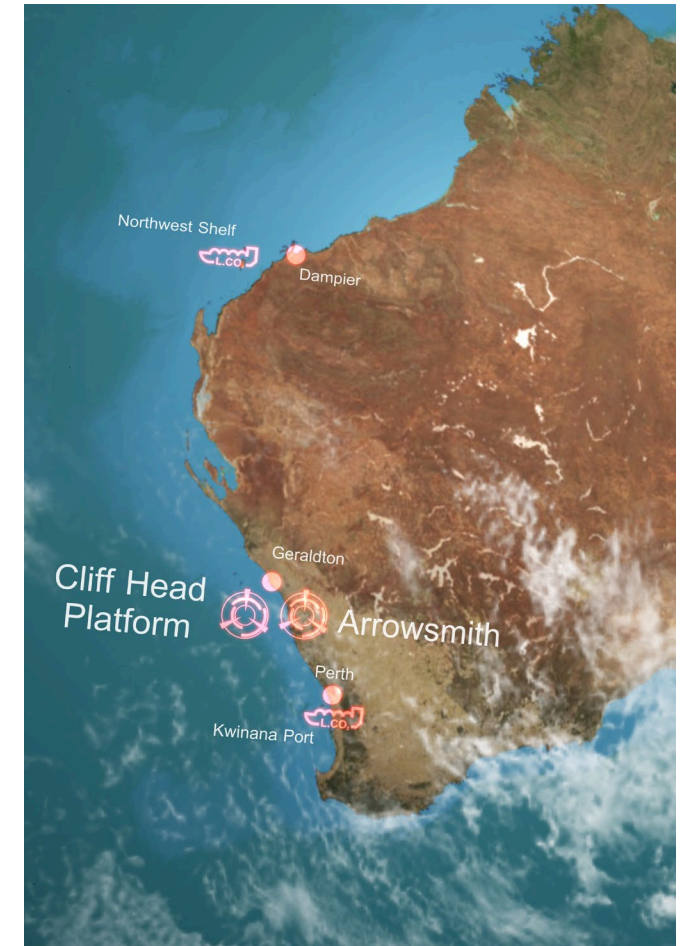 Northwest Shelf
L.CO₂
Dampier
Geraldton
Cliff Head
Platform
Arrowsmith
Perth
L.CO₂
Kwinana Port